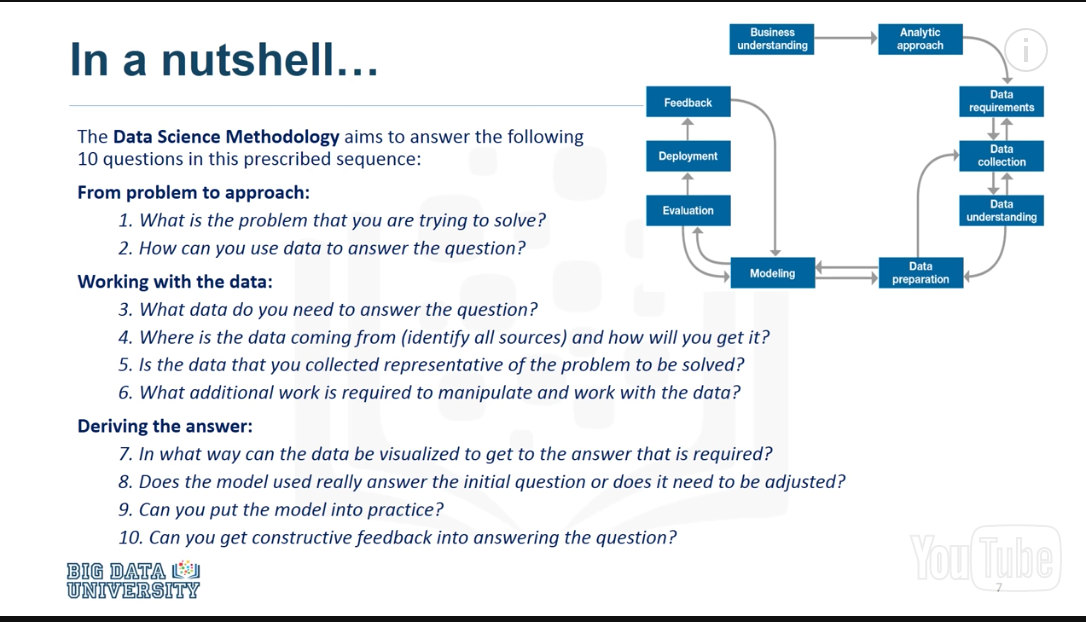 In a nutshell...
The Data Science Methodology aims to answer the following
10 questions in this prescribed sequence:
From problem to approach:
1. What is the problem that you are trying to solve?
2. How can you use data to answer the question?
Working with the data:
3. What data do you need to answer the question?
4. Where is the data coming from (identify all sources) and how will you get it?
5. Is the data that you collected representative of the problem to be solved?
6. What additional work is required to manipulate and work with the data?
Deriving the answer:
7. In what way can the data be visualized to get to the answer that is required?
8. Does the model used really answer the initial question or does it need to be adjusted?
9. Can you put the model into practice?
10. Can you get constructive feedback into answering the question?
Business
understanding
Analytic
approach
i
Data
requirements
Data
collection
Data
understanding
Data
preparation
Modeling
Evaluation
Deployment
Feedback
BIG DATA
UNIVERSITY
YouTube
7